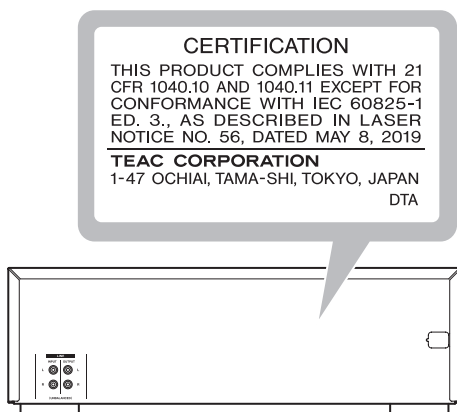 CERTIFICATION
THIS PRODUCT COMPLIES WITH 21
CFR 1040.10 AND 1040.11 EXCEPT FOR
CONFORMANCE WITH IEC 60825-1
ED. 3., AS DESCRIBED IN LASER
NOTICE NO. 56, DATED MAY 8, 2019
TEAC CORPORATION
1-47 OCHIAI, TAMA-SHI, TOKYO, JAPAN
DTA
LINE
INPUT OUTPUT
L L
R R
(UNBALANCED)